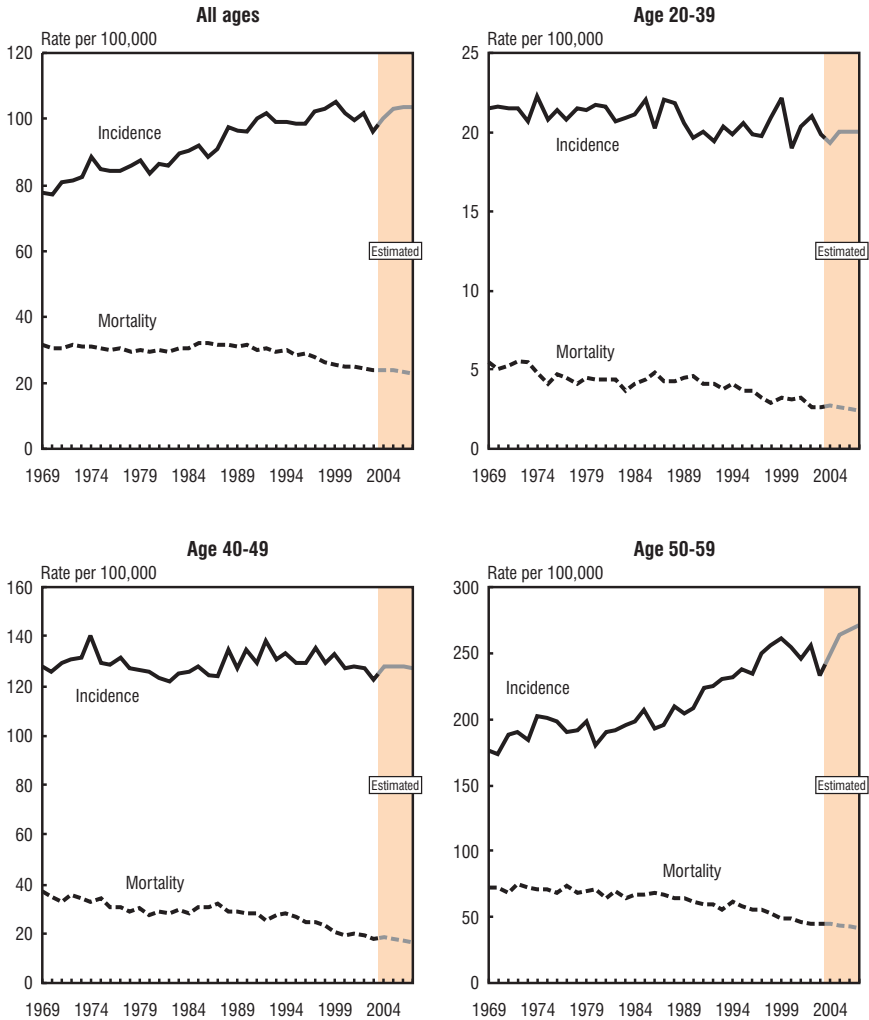 All ages
Rate per 100,000
120
100
80
60
40
20
0
Incidence
Mortality
Estimated
1969 1974 1979 1984 1989 1994 1999 2004
Age 20-39
Rate per 100,000
25
20
15
10
5
0
Incidence
Mortality
Estimated
1969 1974 1979 1984 1989 1994 1999 2004
Age 40-49
Rate per 100,000
160
140
120
100
80
60
40
20
0
Incidence
Mortality
Estimated
1969 1974 1979 1984 1989 1994 1999 2004
Age 50-59
Rate per 100,000
300
250
200
150
100
50
0
Incidence
Mortality
Estimated
1969 1974 1979 1984 1989 1994 1999 2004